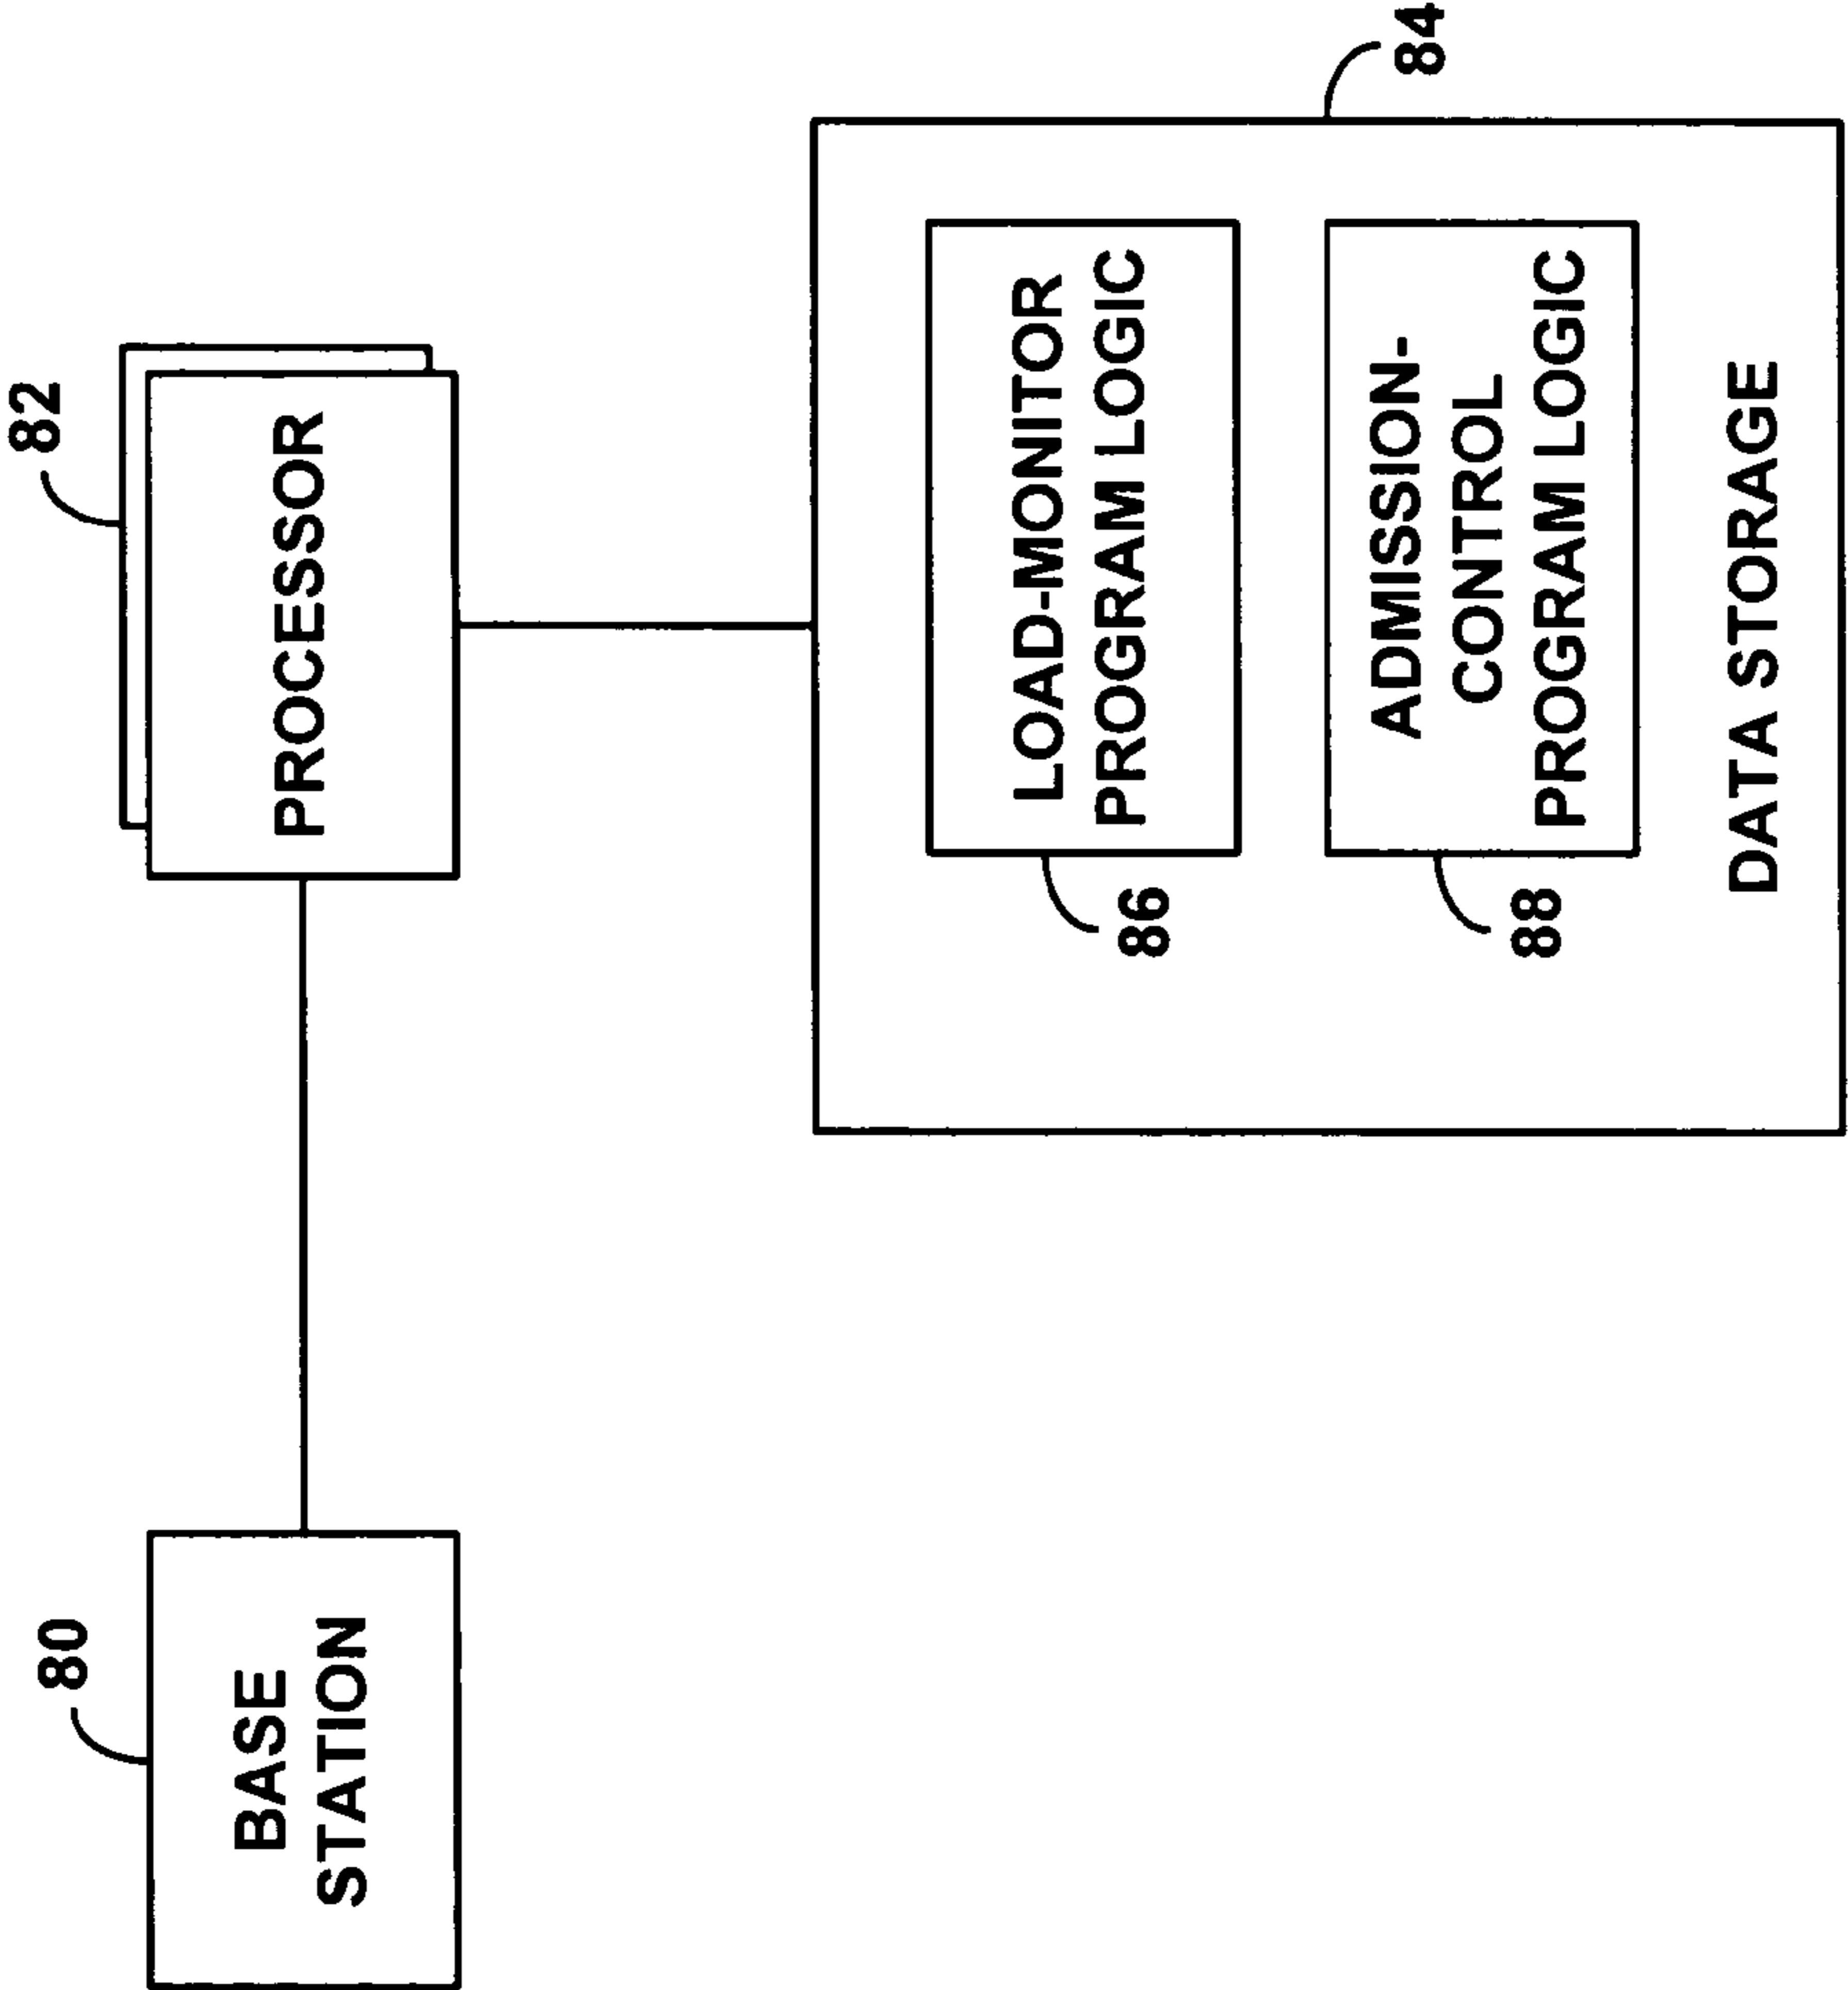 80
BASE
STATION
82
PROCESSOR
84
86
LOAD-MONITOR
PROGRAM LOGIC
88
ADMISSION-
CONTROL
PROGRAM LOGIC
DATA STORAGE